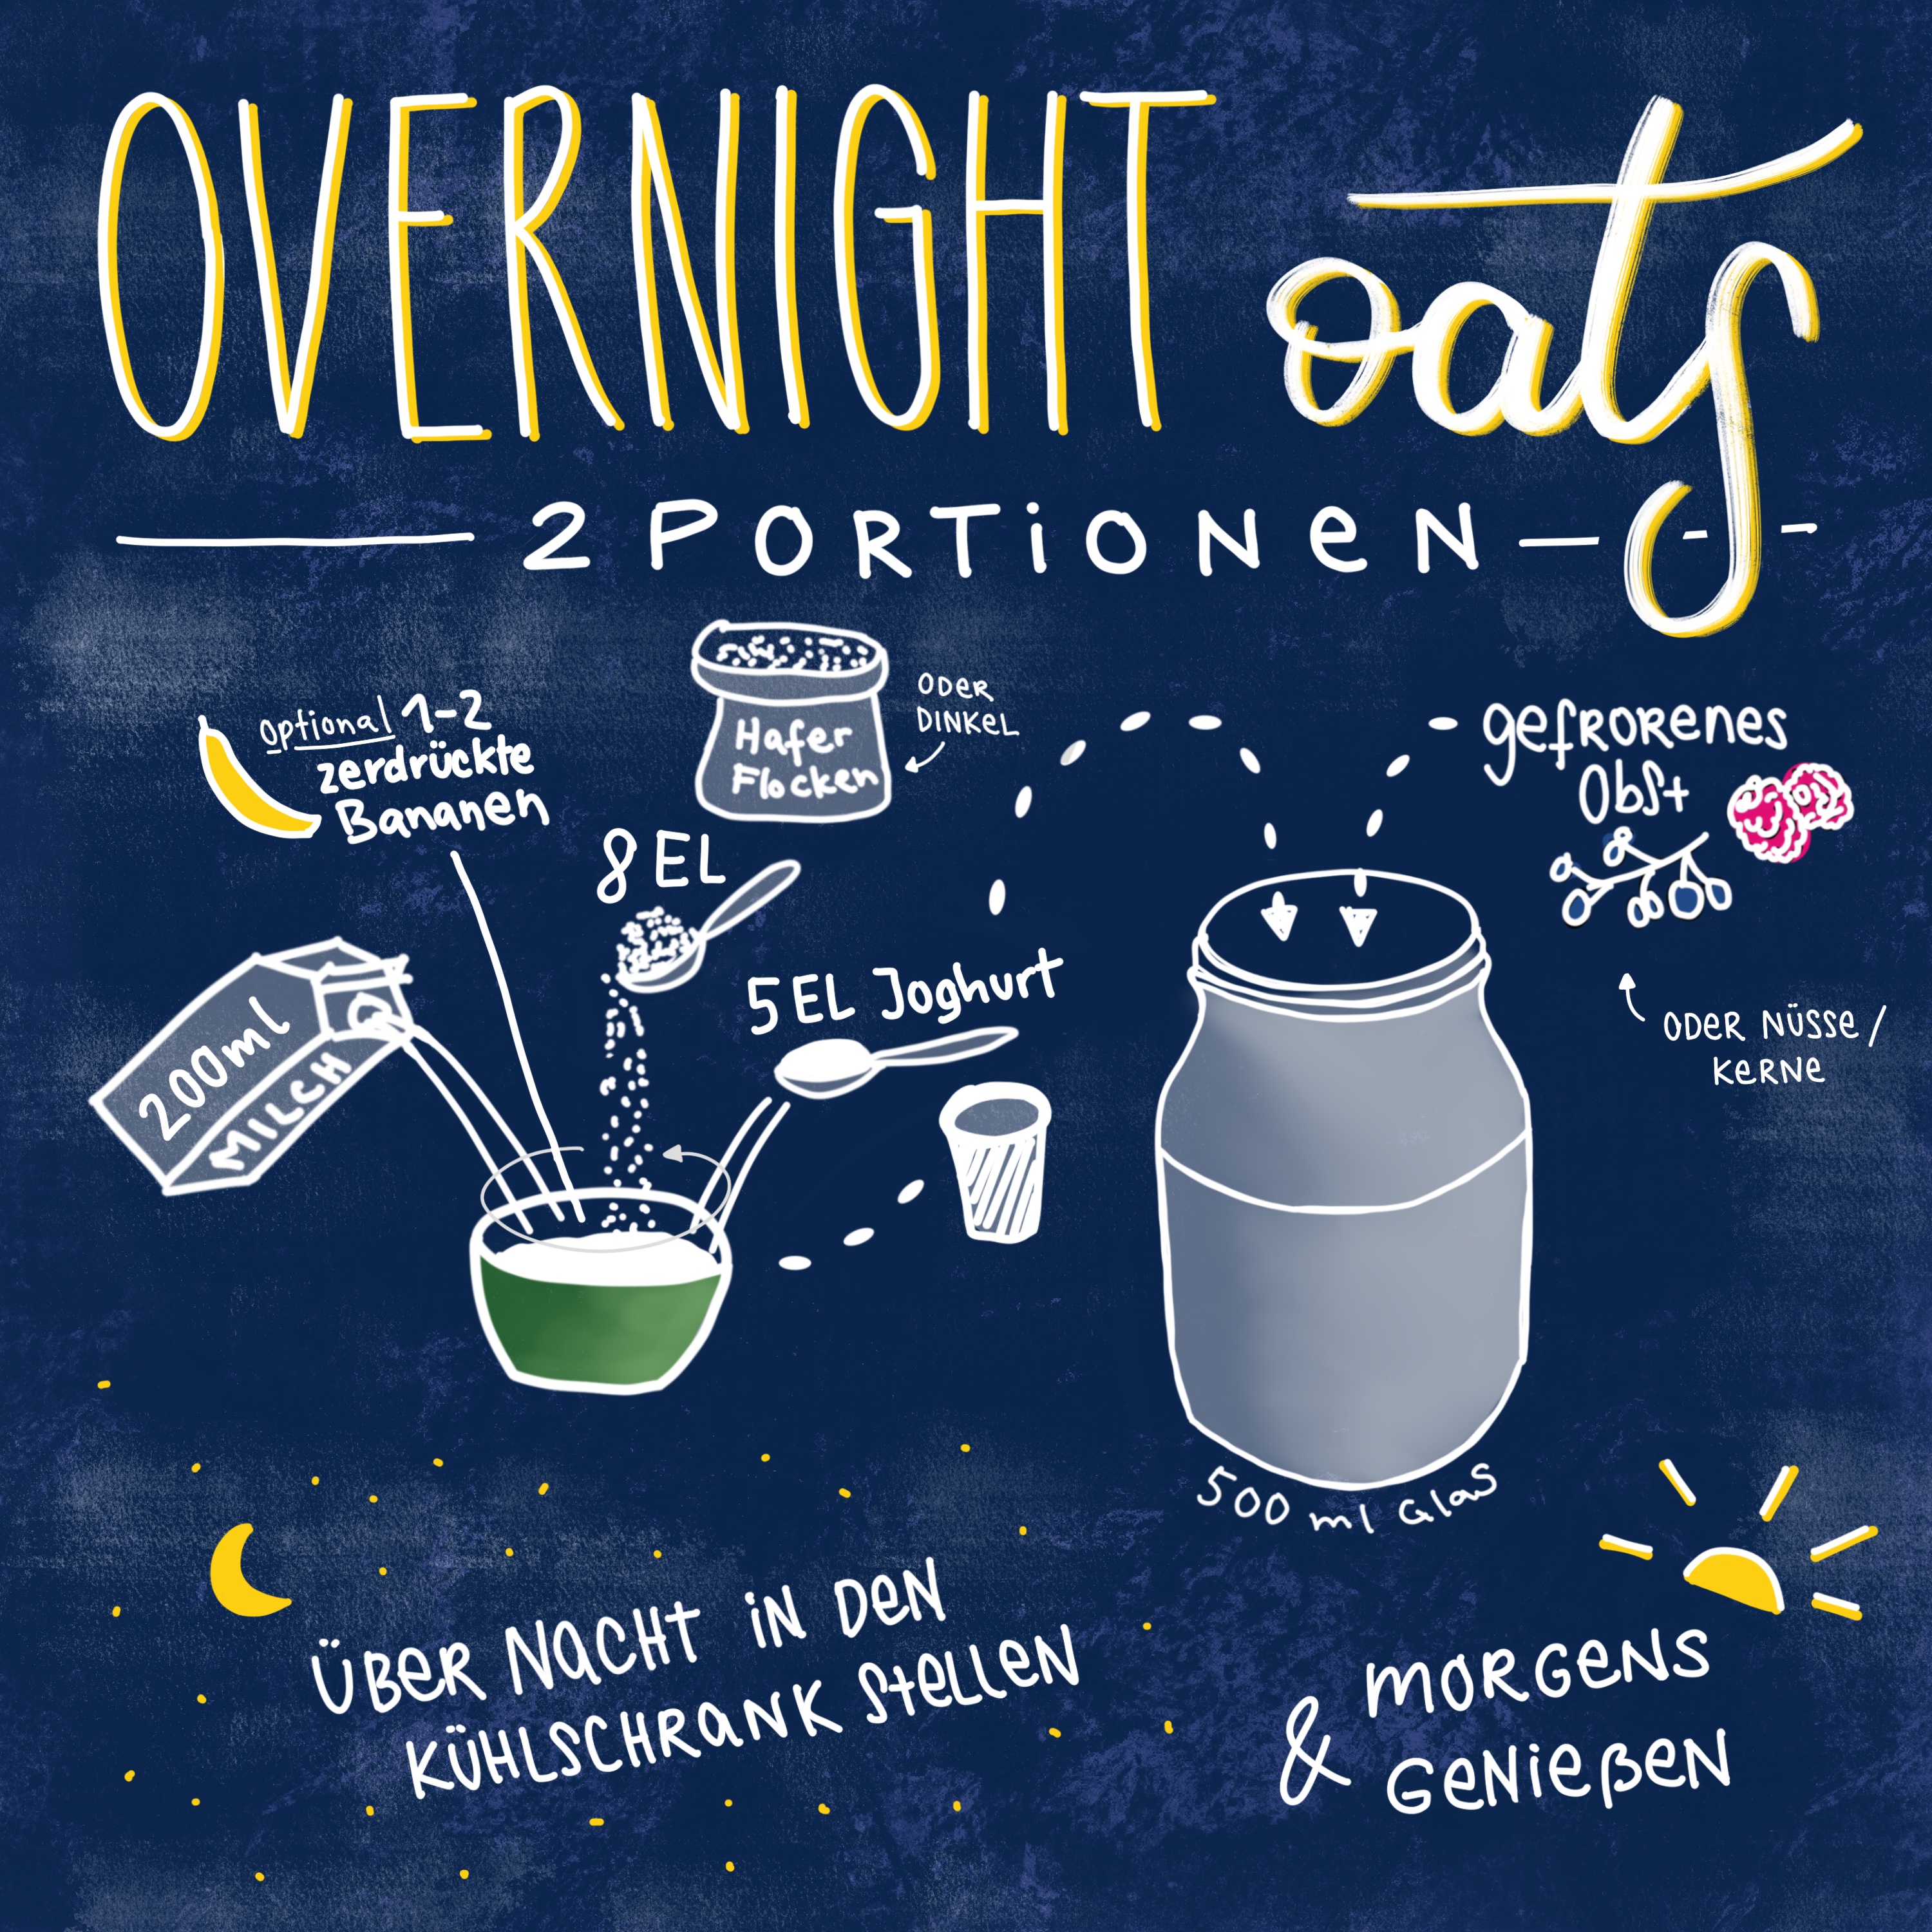 OVERNIGHT oats
2 PORTiONeN
optional 1-2
zerdrückte
Bananen
Hafer
Flocken
ODER
DINKEL
8 EL
200ml
MILCH
5 EL Joghurt
gefRORENES
ObSt
ODER NÜSSE/
KERNE
500 ml Glas
ÜBER NACHT iN DEN
KÜHLSCHRANK STELLEN
& MORGENS
GENießEN